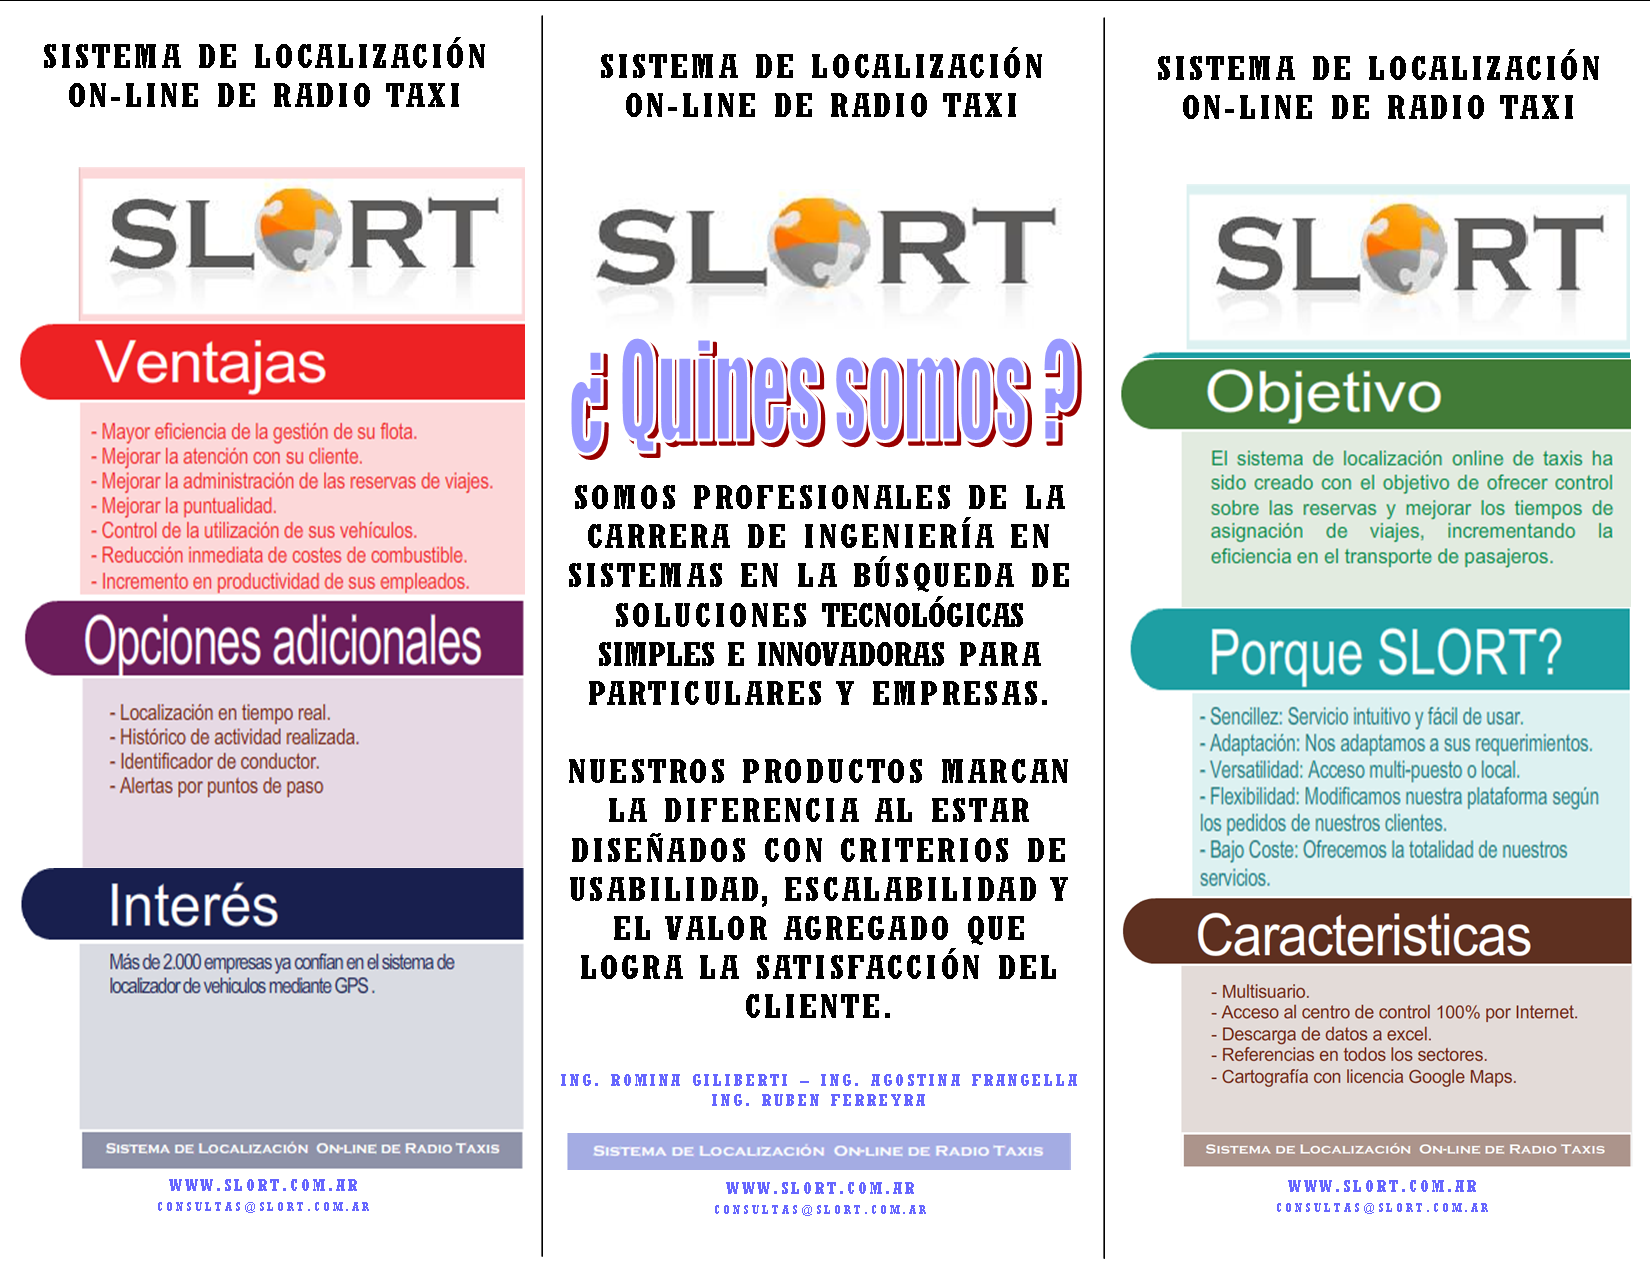 SISTEMA DE LOCALIZACIÓN
ON-LINE DE RADIO TAXI
SLORT
Ventajas
- Mayor eficiencia de la gestión de su flota.
- Mejorar la atención con su cliente.
- Mejorar la administración de las reservas de viajes.
- Mejorar la puntualidad.
- Control de la utilización de sus vehículos.
- Reducción inmediata de costes de combustible.
- Incremento en productividad de sus empleados.
Opciones adicionales
- Localización en tiempo real.
- Histórico de actividad realizada.
- Identificador de conductor.
- Alertas por puntos de paso
Interés
Más de 2.000 empresas ya confían en el sistema de
localizador de vehiculos mediante GPS .
SISTEMA DE LOCALIZACIÓN ON-LINE DE RADIO TAXIS
WWW.SLORT.COM.AR
CONSULTAS@SLORT.COM.AR
SISTEMA DE LOCALIZACIÓN
ON-LINE DE RADIO TAXI
SLORT
¿ Quines somos ?
SOMOS PROFESIONALES DE LA
CARRERA DE INGENIERÍA EN
SISTEMAS EN LA BÚSQUEDA DE
SOLUCIONES TECNOLÓGICAS
SIMPLES E INNOVADORAS PARA
PARTICULARES Y EMPRESAS.
NUESTROS PRODUCTOS MARCAN
LA DIFERENCIA AL ESTAR
DISEÑADOS CON CRITERIOS DE
USABILIDAD, ESCALABILIDAD Y
EL VALOR AGREGADO QUE
LOGRA LA SATISFACCIÓN DEL
CLIENTE.
ING. ROMINA GILIBERTI – ING. AGOSTINA FRANGELLA
ING. RUBEN FERREYRA
SISTEMA DE LOCALIZACIÓN ON-LINE DE RADIO TAXIS
WWW.SLORT.COM.AR
CONSULTAS@SLORT.COM.AR
SISTEMA DE LOCALIZACIÓN
ON-LINE DE RADIO TAXI
SLORT
Objetivo
El sistema de localización online de taxis ha
sido creado con el objetivo de ofrecer control
sobre las reservas y mejorar los tiempos de
asignación de viajes, incrementando la
eficiencia en el transporte de pasajeros.
Porque SLORT?
- Sencillez: Servicio intuitivo y fácil de usar.
- Adaptación: Nos adaptamos a sus requerimientos.
- Versatilidad: Acceso multi-puesto o local.
- Flexibilidad: Modificamos nuestra plataforma según
los pedidos de nuestros clientes.
- Bajo Coste: Ofrecemos la totalidad de nuestros
servicios.
Caracteristicas
- Multisuario.
- Acceso al centro de control 100% por Internet.
- Descarga de datos a excel.
- Referencias en todos los sectores.
- Cartografía con licencia Google Maps.
SISTEMA DE LOCALIZACIÓN ON-LINE DE RADIO TAXIS
WWW.SLORT.COM.AR
CONSULTAS@SLORT.COM.AR